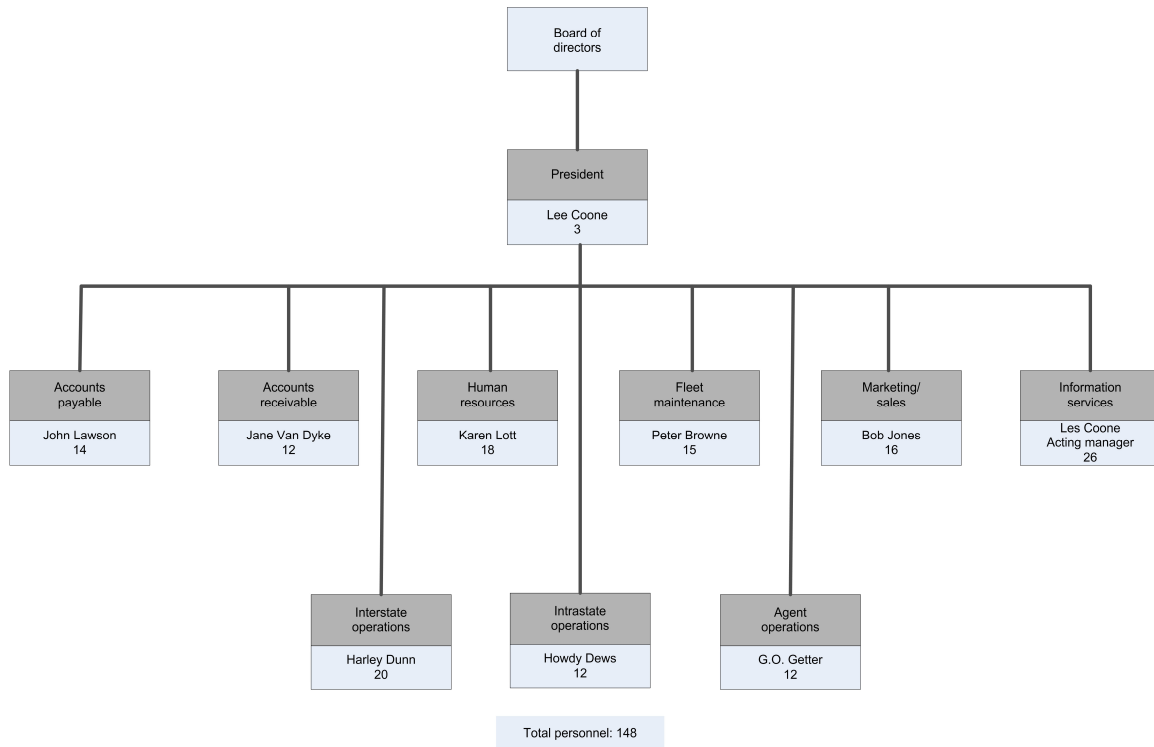 Board of
directors
President
Lee Coone
3
Accounts
payable
John Lawson
14
Accounts
receivable
Jane Van Dyke
12
Human
resources
Karen Lott
18
Fleet
maintenance
Peter Browne
15
Marketing/
sales
Bob Jones
16
Information
services
Les Coone
Acting manager
26
Interstate
operations
Harley Dunn
20
Intrastate
operations
Howdy Dews
12
Agent
operations
G.O. Getter
12
Total personnel: 148